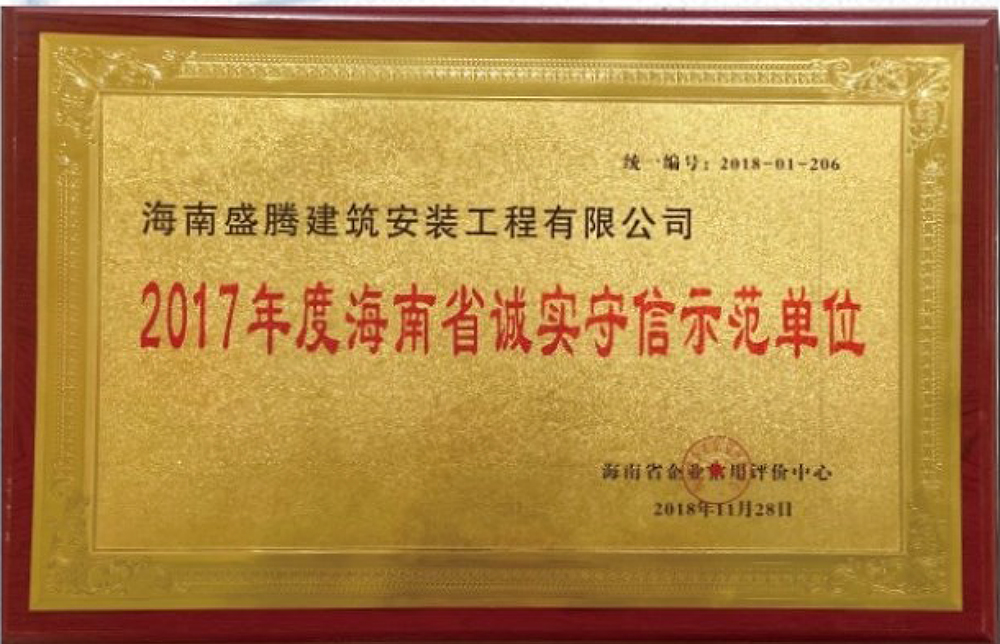 统一编号：2018-01-206
海南盛腾建筑安装工程有限公司
2017年度海南省诚实守信示范单位
海南省企业信用评价中心
2018年11月28日